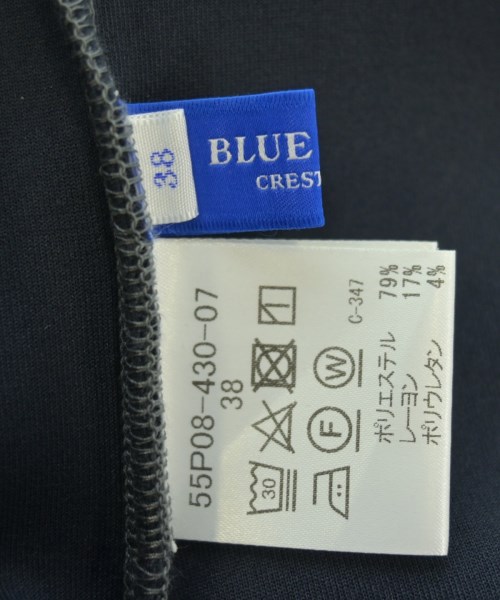 38
BLUE
CREST
55P08-430-07
38
30
W
F
C-347
ポリエステル 79%
レーヨン 17%
ポリウレタン 4%